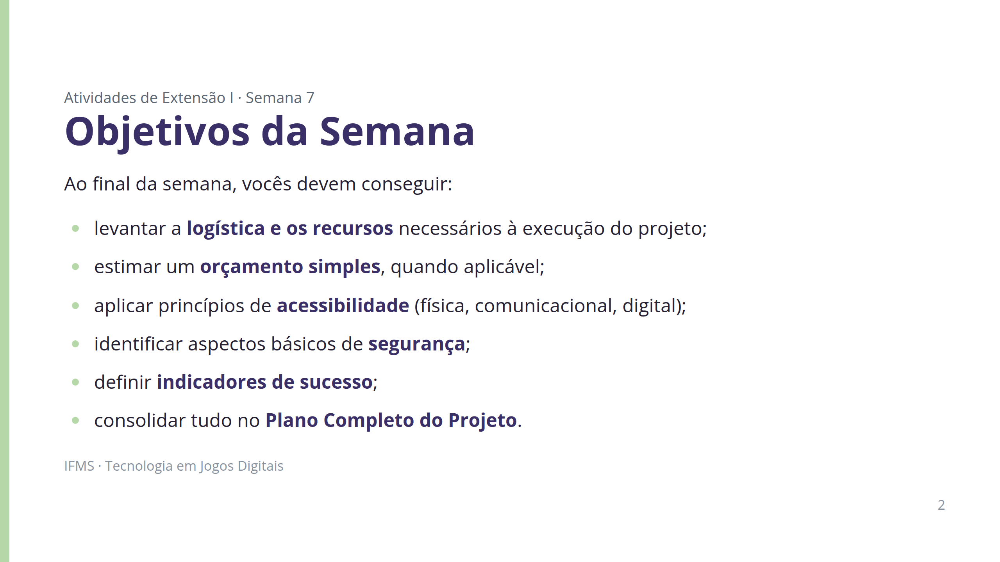 Atividades de Extensão I · Semana 7
Objetivos da Semana
Ao final da semana, vocês devem conseguir:
levantar a logística e os recursos necessários à execução do projeto;
estimar um orçamento simples, quando aplicável;
aplicar princípios de acessibilidade (física, comunicacional, digital);
identificar aspectos básicos de segurança;
definir indicadores de sucesso;
consolidar tudo no Plano Completo do Projeto.
IFMS · Tecnologia em Jogos Digitais
2